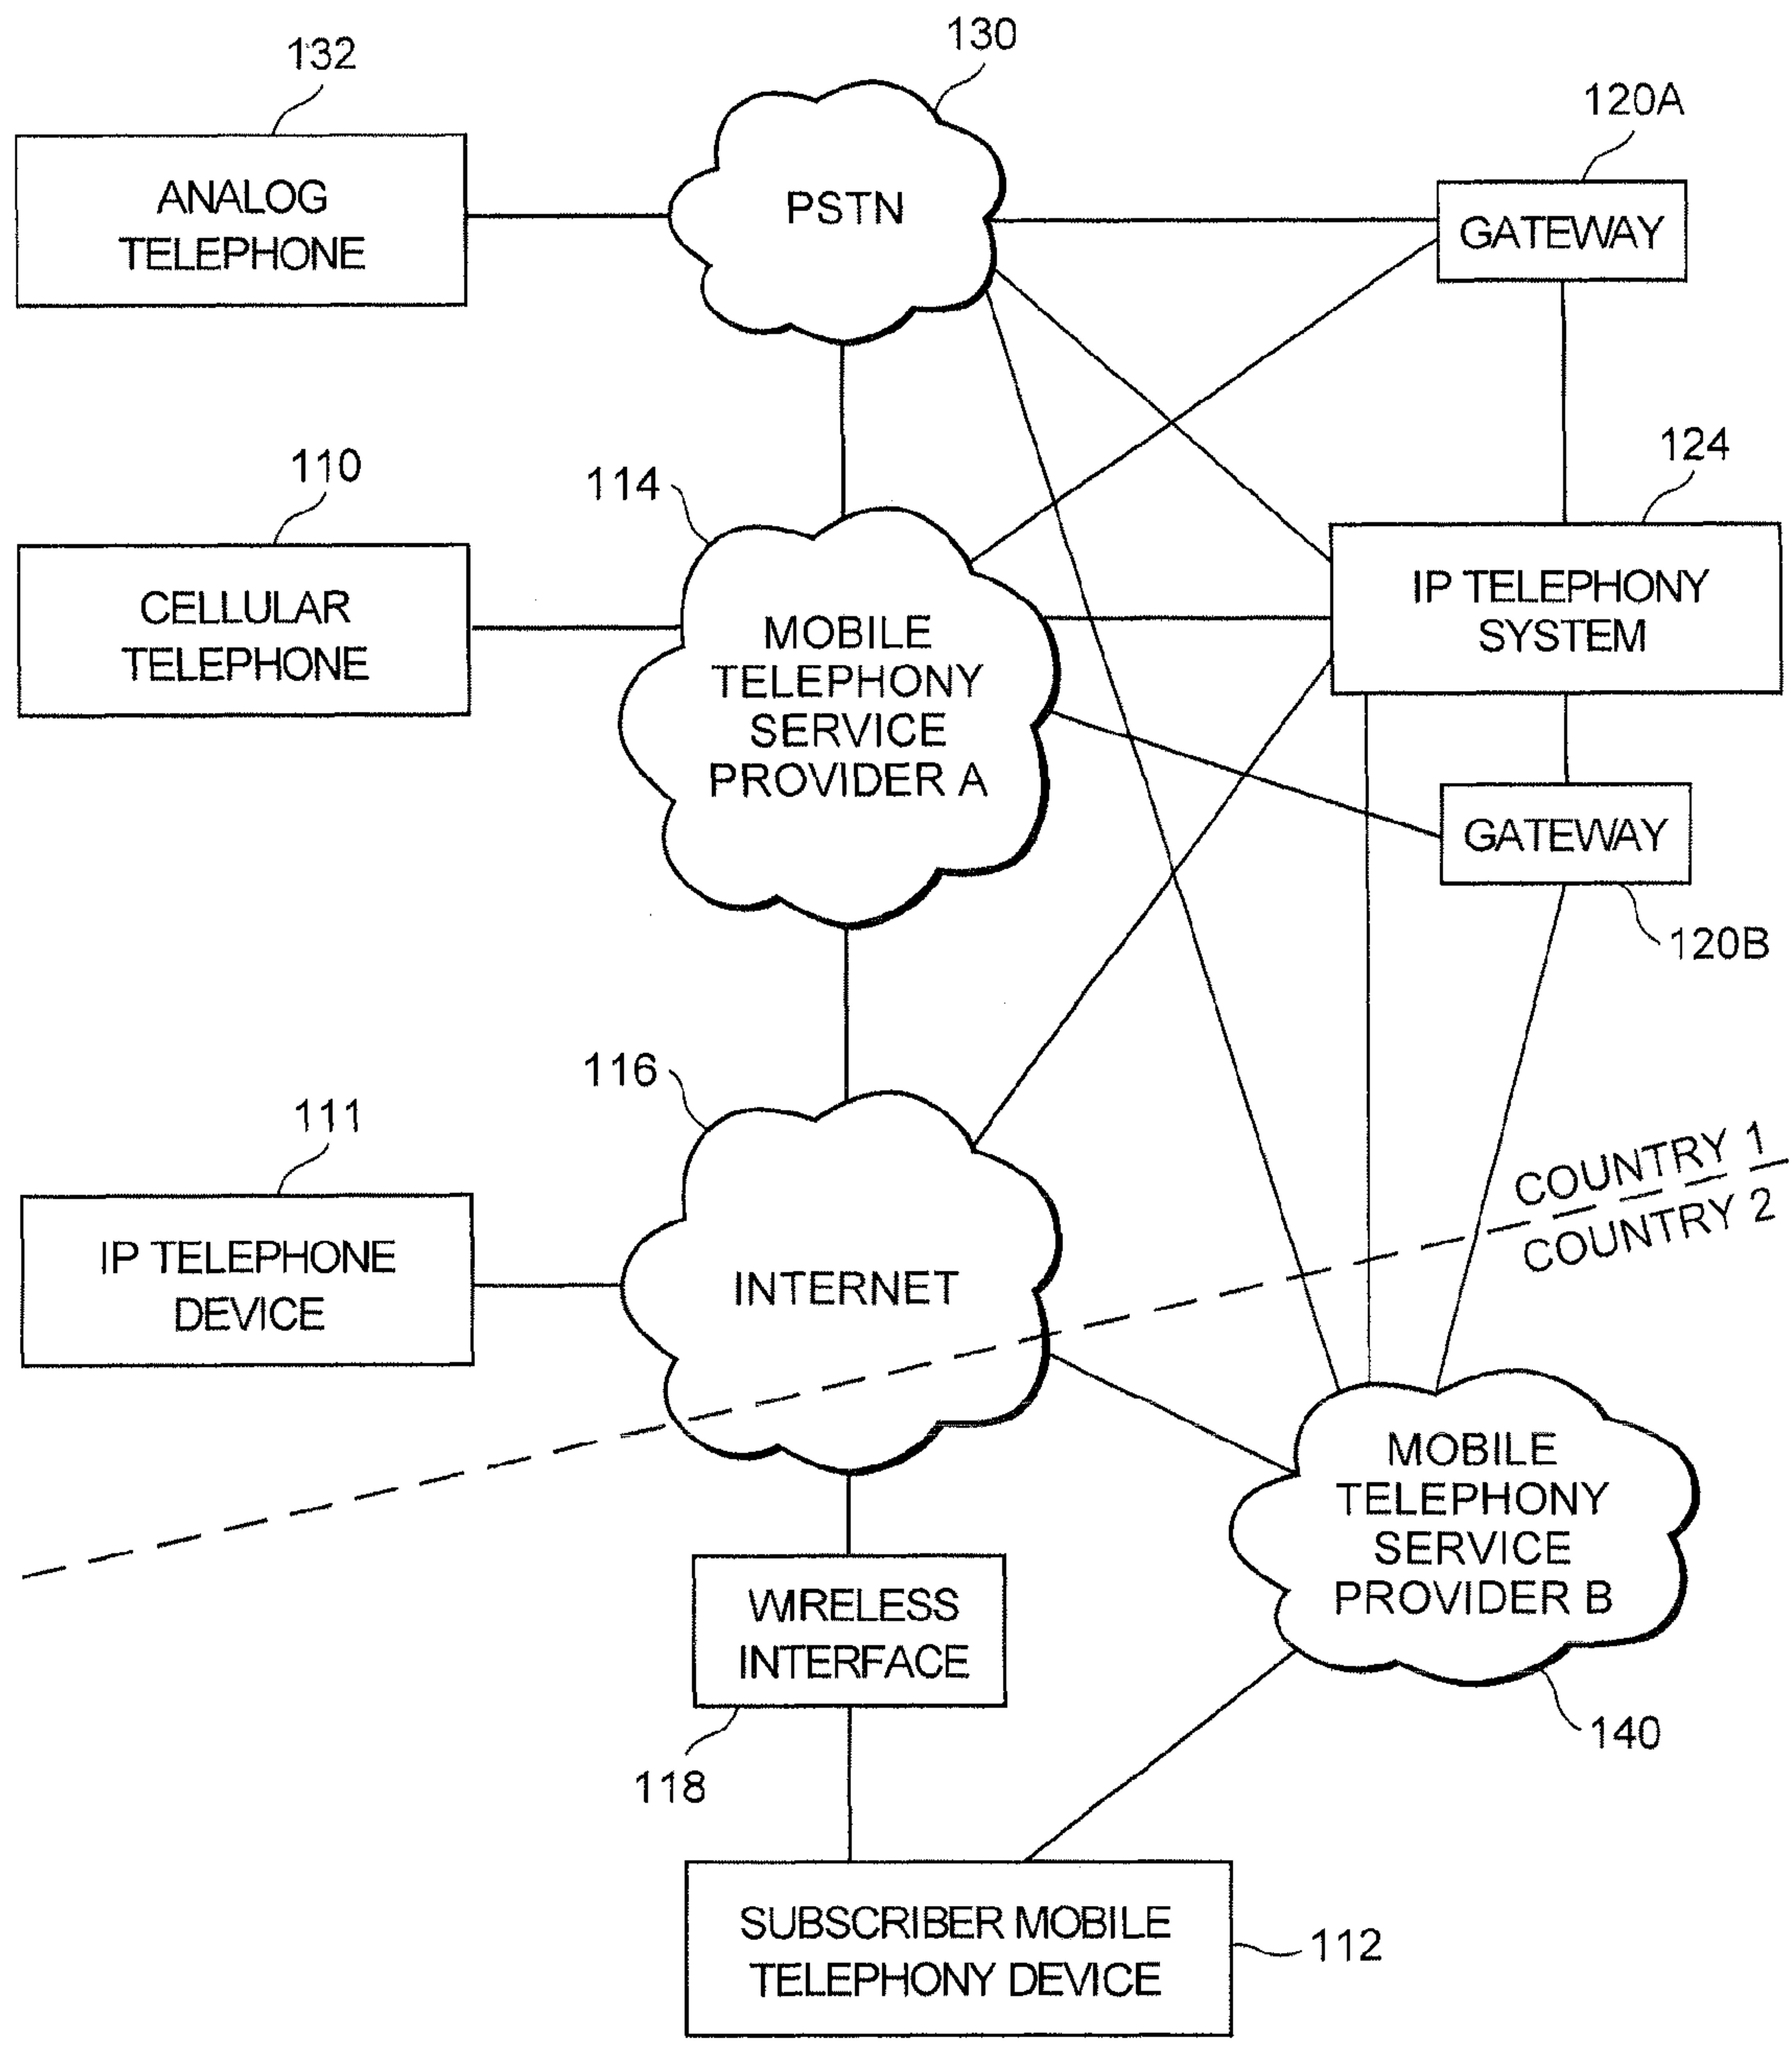 130
132
120A
ANALOG
TELEPHONE
PSTN
GATEWAY
110
114
124
CELLULAR
TELEPHONE
MOBILE
TELEPHONY
SERVICE
PROVIDER A
IP TELEPHONY
SYSTEM
GATEWAY
120B
116
111
IP TELEPHONE
DEVICE
INTERNET
COUNTRY 1
COUNTRY 2
MOBILE
TELEPHONY
SERVICE
PROVIDER B
WIRELESS
INTERFACE
140
118
SUBSCRIBER MOBILE
TELEPHONY DEVICE
112